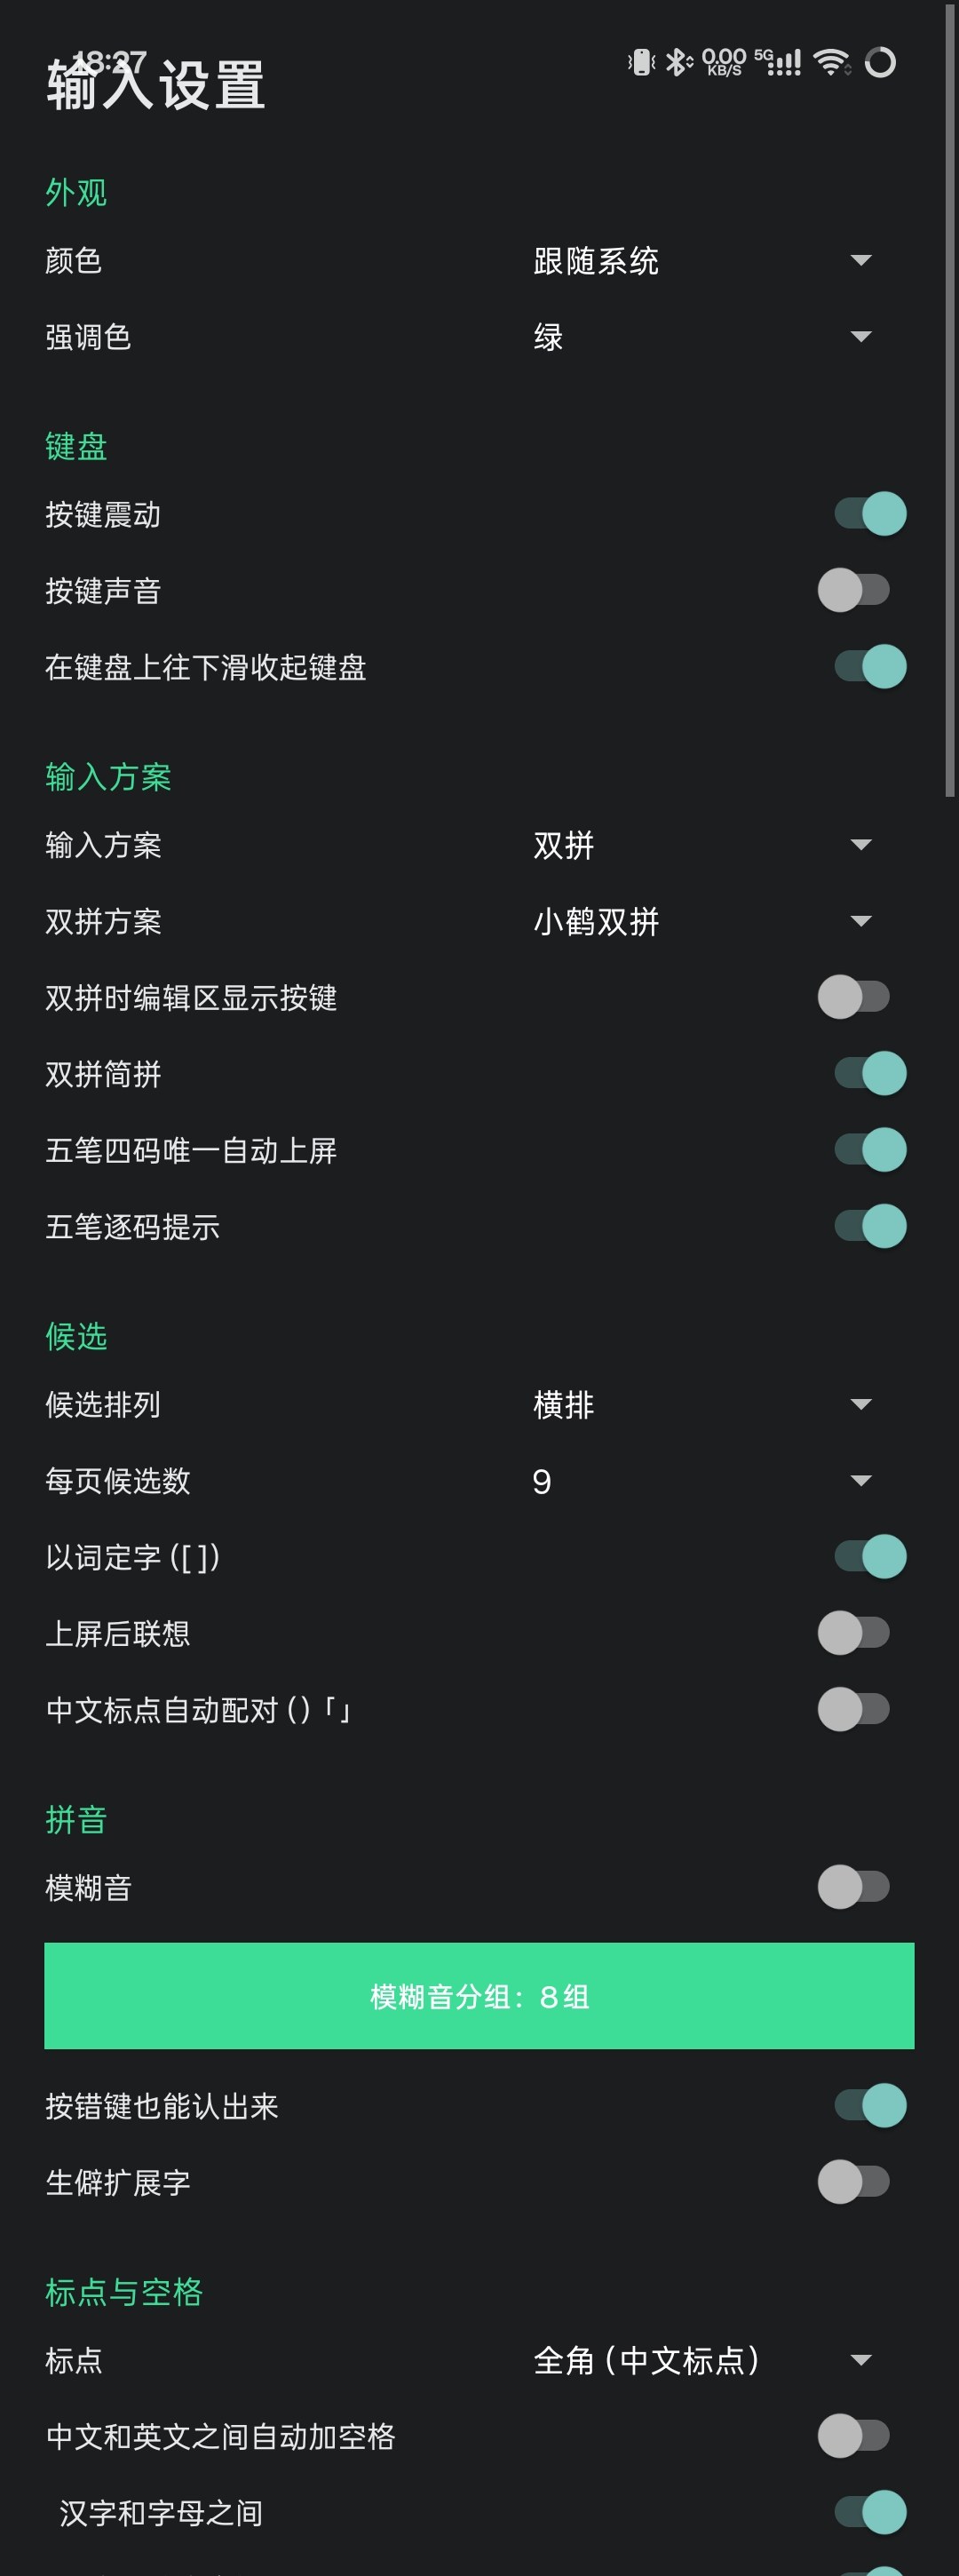 18:27
0.00 KB/S 5G
输入设置
外观
颜色 跟随系统
强调色 绿
键盘
按键震动
按键声音
在键盘上往下滑收起键盘
输入方案
输入方案 双拼
双拼方案 小鹤双拼
双拼时编辑区显示按键
双拼简拼
五笔四码唯一自动上屏
五笔逐码提示
候选
候选排列 横排
每页候选数 9
以词定字 ([ ])
上屏后联想
中文标点自动配对 ()「」
拼音
模糊音
模糊音分组：8组
按错键也能认出来
生僻扩展字
标点与空格
标点 全角（中文标点）
中文和英文之间自动加空格
汉字和字母之间